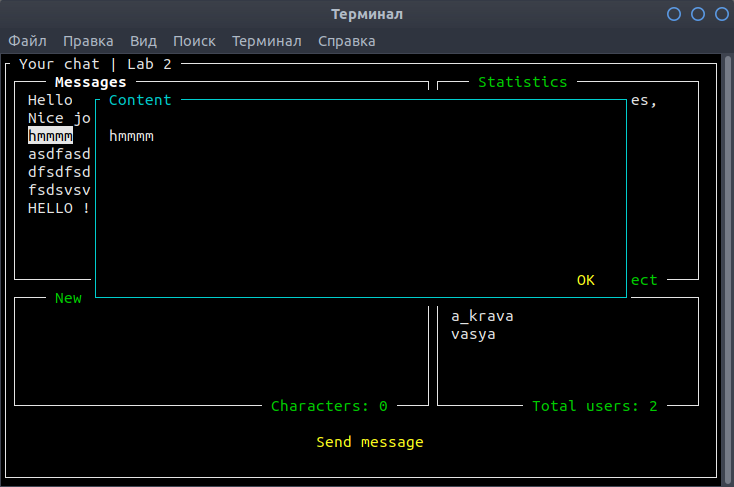 Терминал
Файл Правка Вид Поиск Терминал Справка
Your chat | Lab 2
Messages Statistics
Hello Content es,
Nice jo
hmmmm hmmmm
asdfasd
dfsdfsd
fsdsvsv
HELLO !
OK ect
New
a_krava
vasya
Characters: 0 Total users: 2
Send message